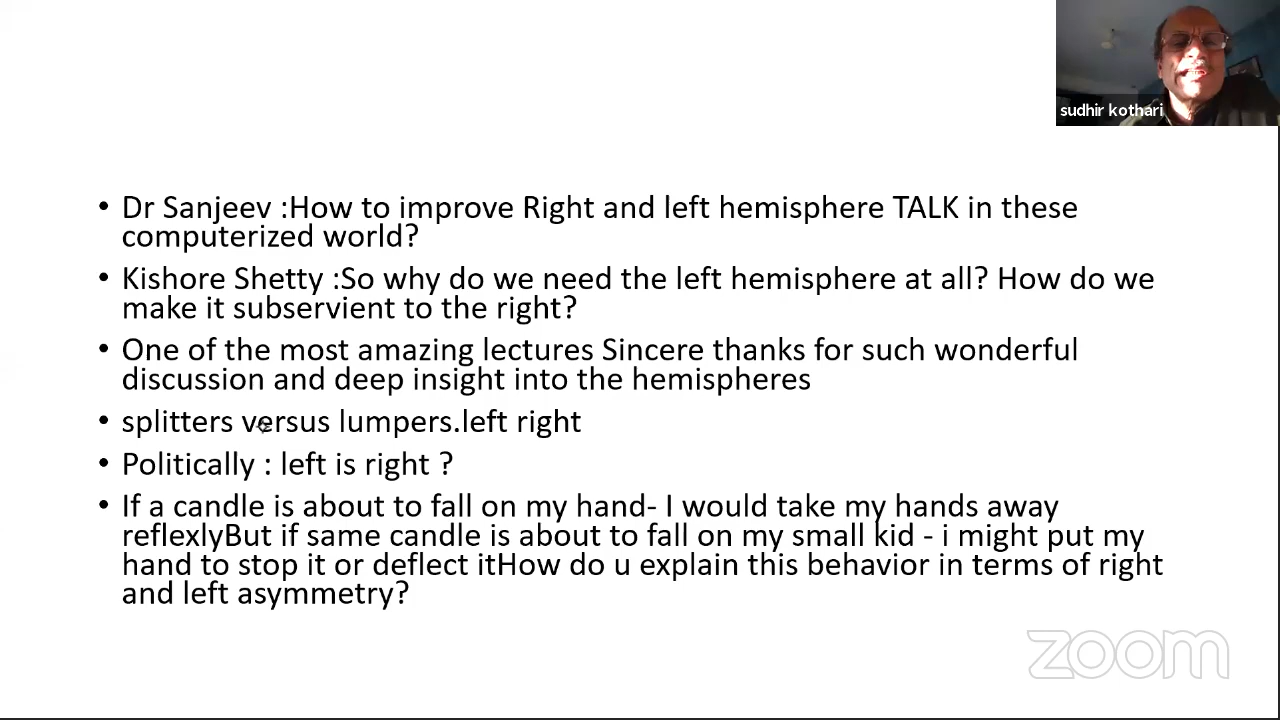 sudhir kothari
• Dr Sanjeev :How to improve Right and left hemisphere TALK in these
computerized world?
• Kishore Shetty :So why do we need the left hemisphere at all? How do we
make it subservient to the right?
• One of the most amazing lectures Sincere thanks for such wonderful
discussion and deep insight into the hemispheres
• splitters versus lumpers.left right
• Politically : left is right ?
• If a candle is about to fall on my hand- I would take my hands away
reflexlyBut if same candle is about to fall on my small kid - i might put my
hand to stop it or deflect itHow do u explain this behavior in terms of right
and left asymmetry?
zoom